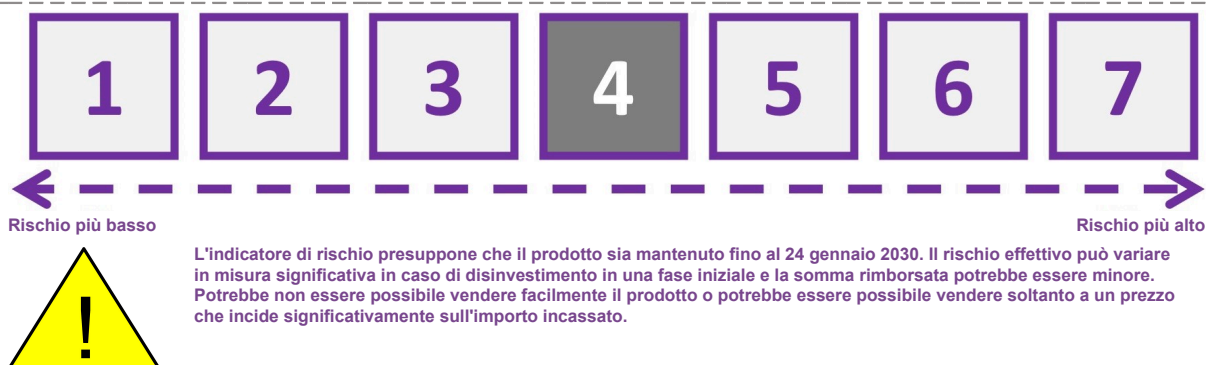 1 2 3 4 5 6 7
Rischio più basso Rischio più alto
L'indicatore di rischio presuppone che il prodotto sia mantenuto fino al 24 gennaio 2030. Il rischio effettivo può variare
in misura significativa in caso di disinvestimento in una fase iniziale e la somma rimborsata potrebbe essere minore.
Potrebbe non essere possibile vendere facilmente il prodotto o potrebbe essere possibile vendere soltanto a un prezzo
che incide significativamente sull'importo incassato.
!